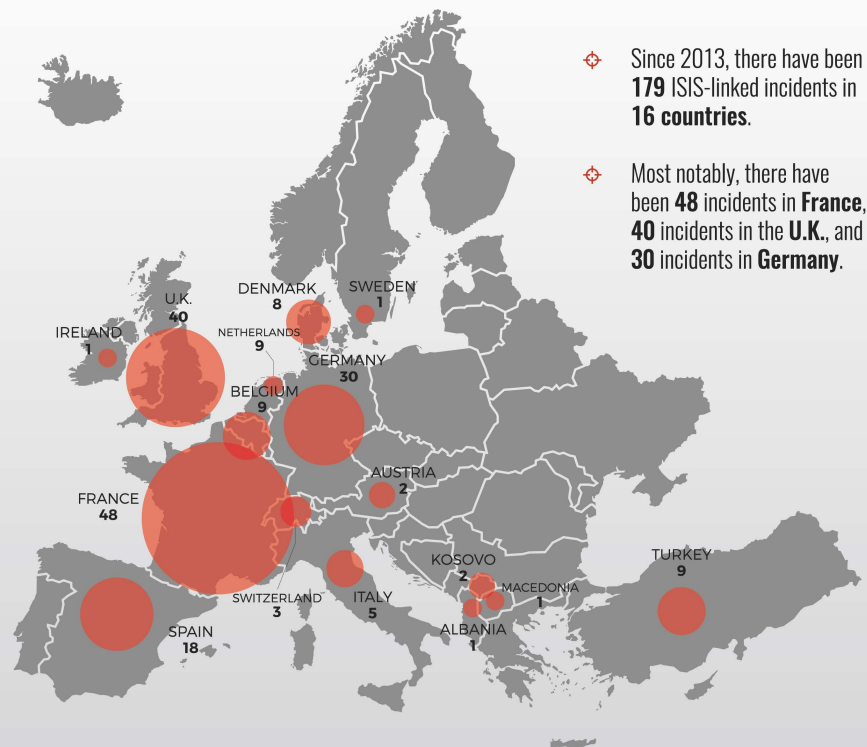 Since 2013, there have been
179 ISIS-linked incidents in
16 countries.
Most notably, there have
been 48 incidents in France,
40 incidents in the U.K., and
30 incidents in Germany.
U.K.
40
IRELAND
1
DENMARK
8
SWEDEN
1
NETHERLANDS
9
GERMANY
30
BELGIUM
9
AUSTRIA
2
FRANCE
48
SWITZERLAND
3
ITALY
5
SPAIN
18
KOSOVO
2
MACEDONIA
1
ALBANIA
1
TURKEY
9